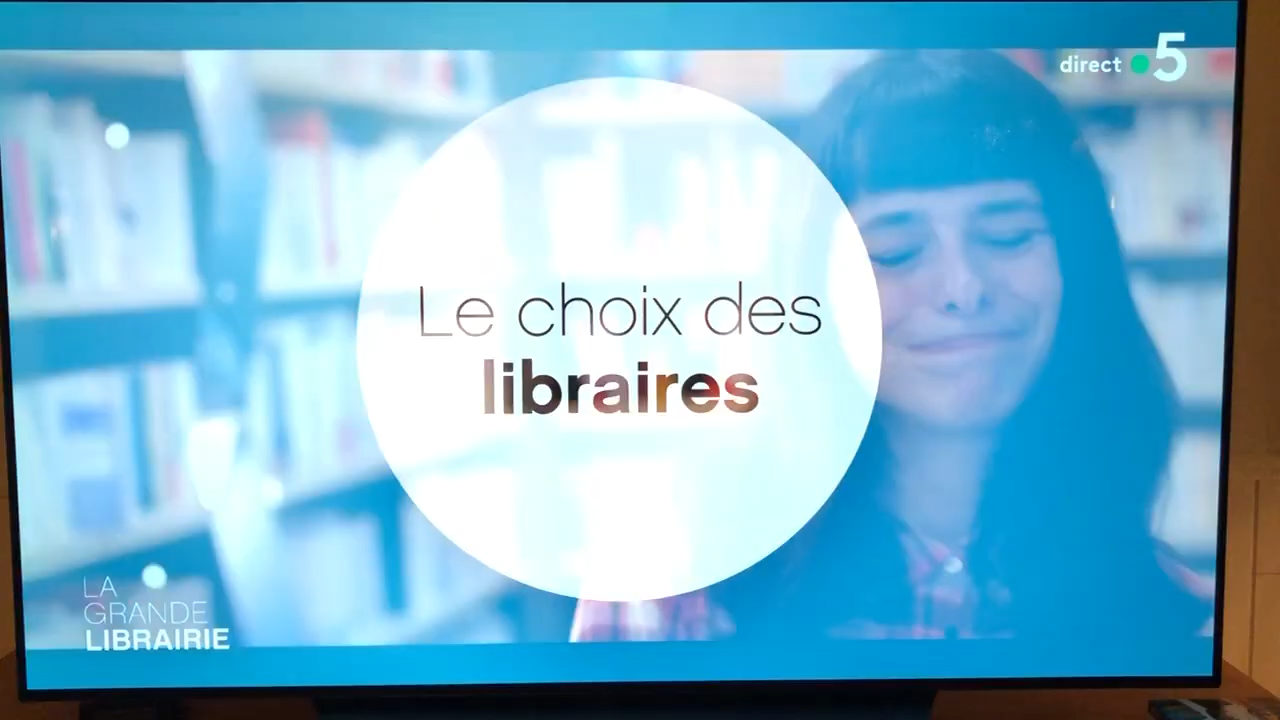 direct 5
Le choix des
libraires
LA
GRANDE
LIBRAIRIE